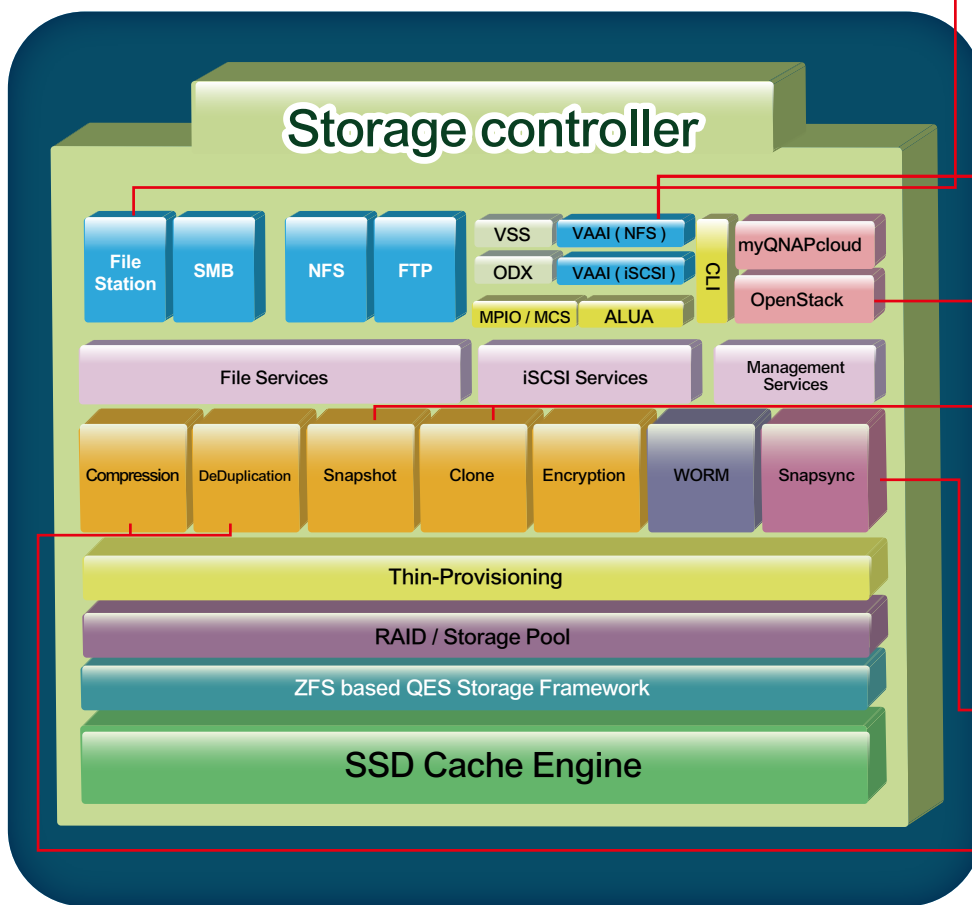 Storage controller
File
Station
SMB
NFS
FTP
VSS
VAAI ( NFS )
ODX
VAAI ( iSCSI )
MPIO / MCS
ALUA
CLI
myQNAPcloud
OpenStack
File Services
iSCSI Services
Management
Services
Compression
DeDuplication
Snapshot
Clone
Encryption
WORM
Snapsync
Thin-Provisioning
RAID / Storage Pool
ZFS based QES Storage Framework
SSD Cache Engine